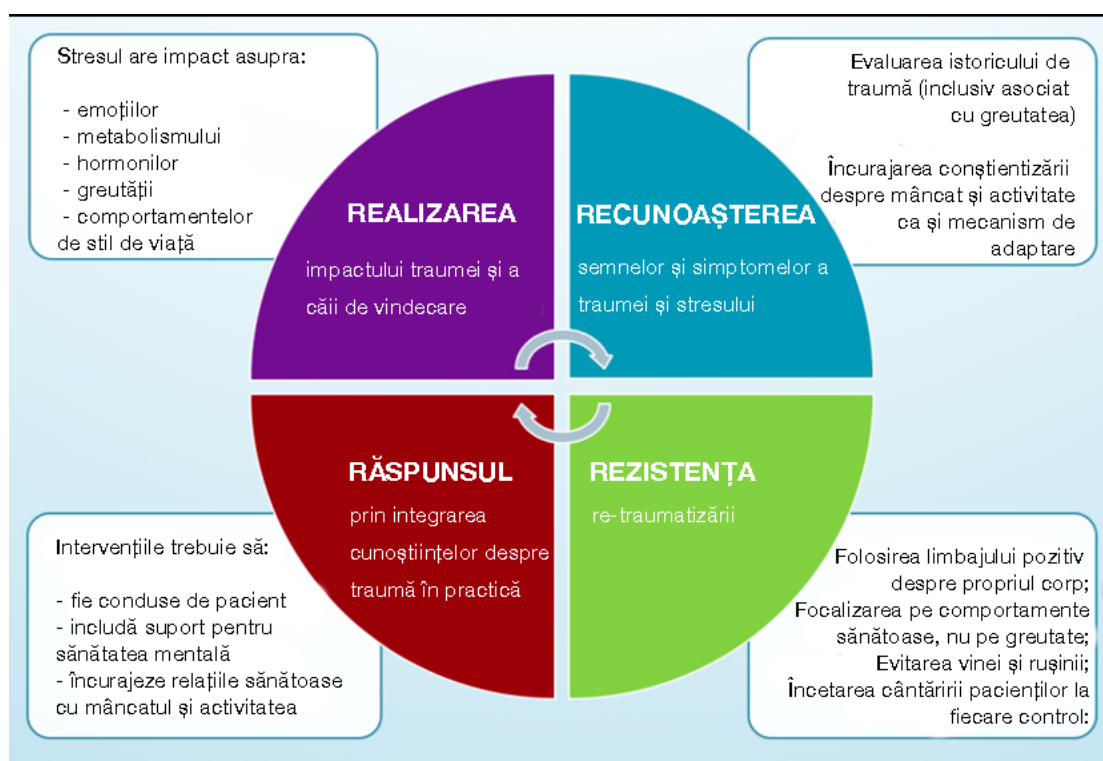 Stresul are impact asupra:
- emoțiilor
- metabolismului
- hormonilor
- greutății
- comportamentelor
de stil de viață
REALIZAREA
impactului traumei și a
căii de vindecare
Evaluarea istoricului de
traumă (inclusiv asociat
cu greutatea)
Încurajarea conștientizării
despre mâncat și activitate
ca și mecanism de
adaptare
RECUNOAȘTEREA
semnelor și simptomelor a
traumei și stresului
RĂSPUNSUL
prin integrarea
cunoștiințelor despre
traumă în practică
Intervențiile trebuie să:
- fie conduse de pacient
- includă suport pentru
sănătatea mentală
- încurajeze relațiile sănătoase
cu mâncatul și activitatea
REZISTENȚA
re-traumatizării
Folosirea limbajului pozitiv
despre propriul corp;
Focalizarea pe comportamente
sănătoase, nu pe greutate;
Evitarea vinei și rușinii;
Încetarea cântăririi pacienților la
fiecare control: